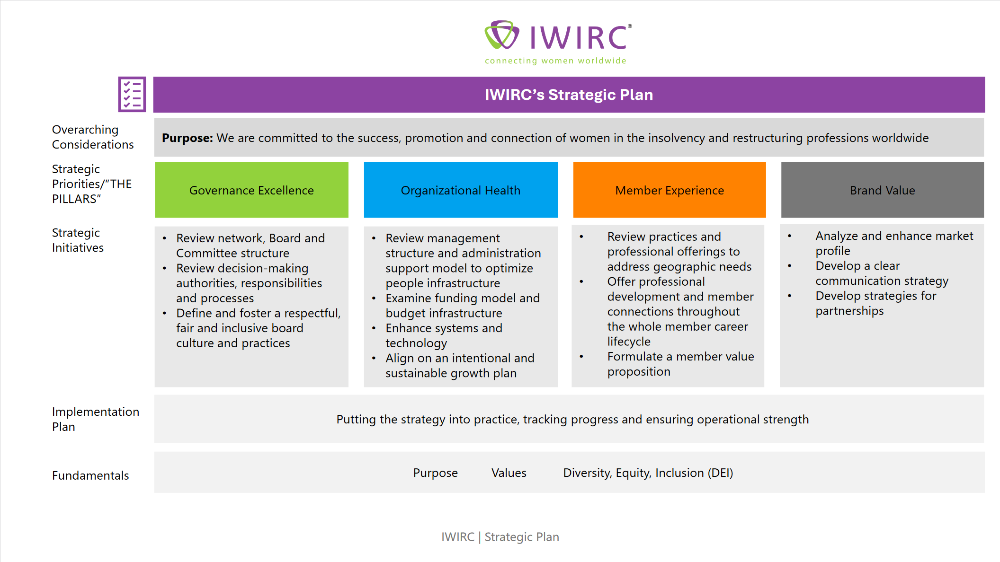 IWIRC®
connecting women worldwide
IWIRC’s Strategic Plan
Overarching
Considerations
Purpose: We are committed to the success, promotion and connection of women in the insolvency and restructuring professions worldwide
Strategic
Priorities/”THE
PILLARS”
Governance Excellence
Organizational Health
Member Experience
Brand Value
Strategic
Initiatives
• Review network, Board and
Committee structure
• Review decision-making
authorities, responsibilities
and processes
• Define and foster a respectful,
fair and inclusive board
culture and practices
• Review management
structure and administration
support model to optimize
people infrastructure
• Examine funding model and
budget infrastructure
• Enhance systems and
technology
• Align on an intentional and
sustainable growth plan
• Review practices and
professional offerings to
address geographic needs
• Offer professional
development and member
connections throughout
the whole member career
lifecycle
• Formulate a member value
proposition
• Analyze and enhance market
profile
• Develop a clear
communication strategy
• Develop strategies for
partnerships
Implementation
Plan
Putting the strategy into practice, tracking progress and ensuring operational strength
Fundamentals
Purpose Values Diversity, Equity, Inclusion (DEI)
IWIRC | Strategic Plan